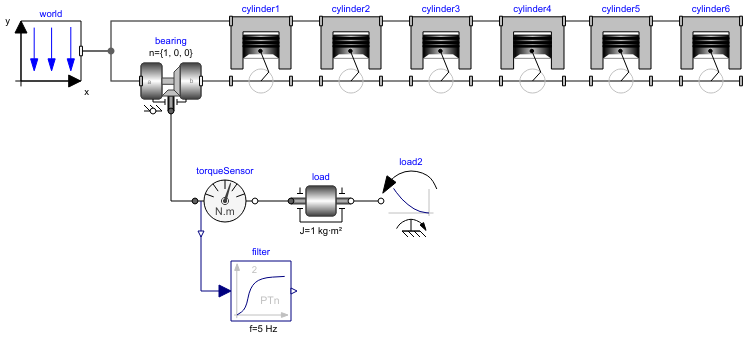 world
y
x
bearing
n={1, 0, 0}
a
b
cylinder1
cylinder2
cylinder3
cylinder4
cylinder5
cylinder6
torqueSensor
N.m
load
J=1 kg·m²
load2
filter
2
PTn
f=5 Hz